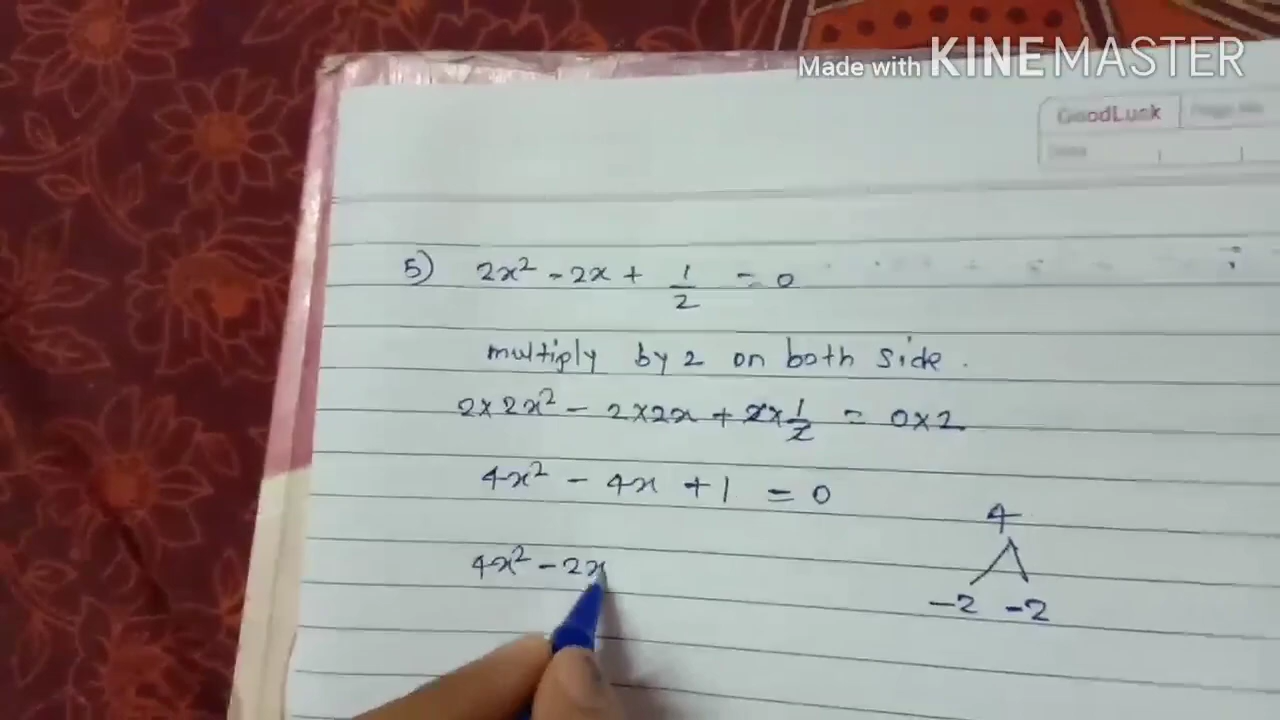 Made with KINEMASTER
GoodLuck
5) 2x² - 2x + 1/2 = 0
multiply by 2 on both side.
2×2x² - 2×2x + 2×1/2 = 0×2
4x² - 4x + 1 = 0
4
4x² - 2x
-2 -2